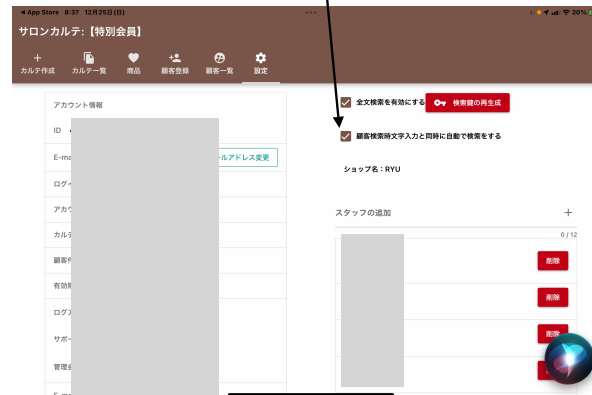 App Store 8:37 12月25日(日)
20%
サロンカルテ:【特別会員】
カルテ作成 カルテ一覧 商品 顧客登録 顧客一覧 設定
アカウント情報
全文検索を有効にする 検索鍵の再生成
ID
顧客検索時文字入力と同時に自動で検索をする
E-ma ールアドレス変更
ショップ名：RYU
ログイ
アカウ
スタッフの追加
カルテ
0 / 12
顧客件
削除
有効期
削除
ログア
サポー
削除
管理会